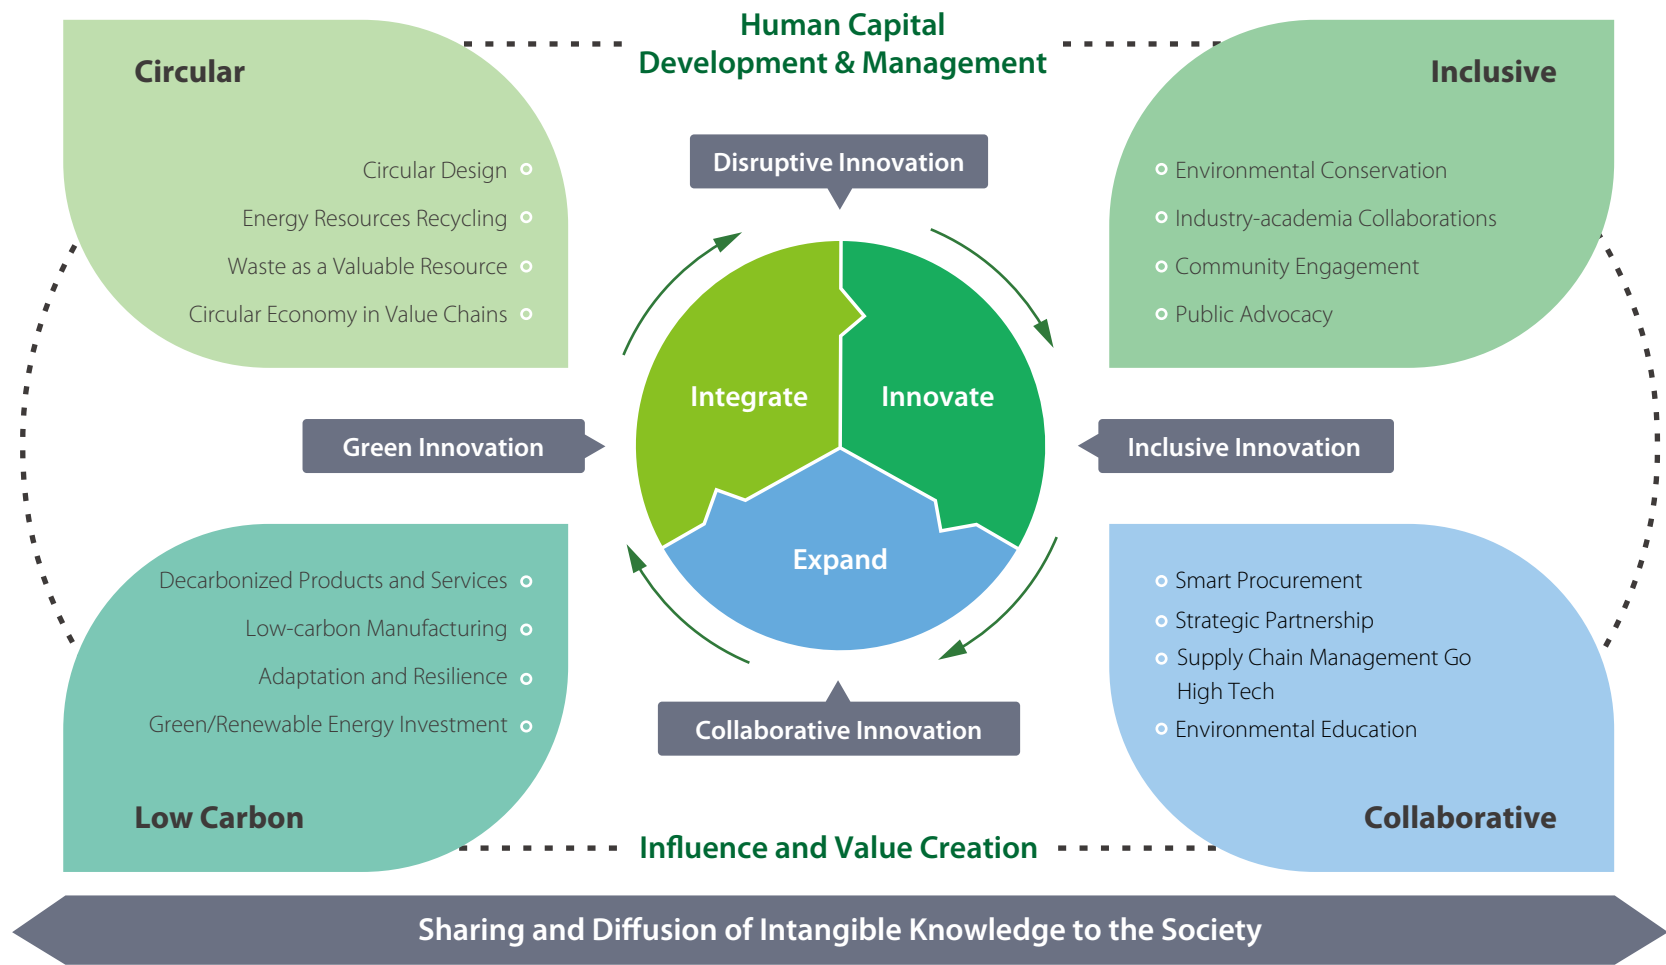 Human Capital
Development & Management
Circular
Circular Design
Energy Resources Recycling
Waste as a Valuable Resource
Circular Economy in Value Chains
Inclusive
Environmental Conservation
Industry-academia Collaborations
Community Engagement
Public Advocacy
Disruptive Innovation
Integrate
Innovate
Expand
Green Innovation
Inclusive Innovation
Collaborative Innovation
Decarbonized Products and Services
Low-carbon Manufacturing
Adaptation and Resilience
Green/Renewable Energy Investment
Low Carbon
Smart Procurement
Strategic Partnership
Supply Chain Management Go
High Tech
Environmental Education
Collaborative
Influence and Value Creation
Sharing and Diffusion of Intangible Knowledge to the Society